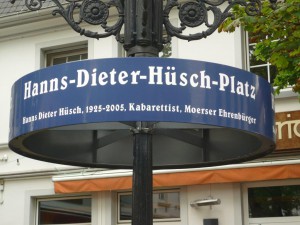 Hanns-Dieter-Hüsch-Platz
Hanns Dieter Hüsch, 1925-2005, Kabarettist, Moerser Ehrenbürger